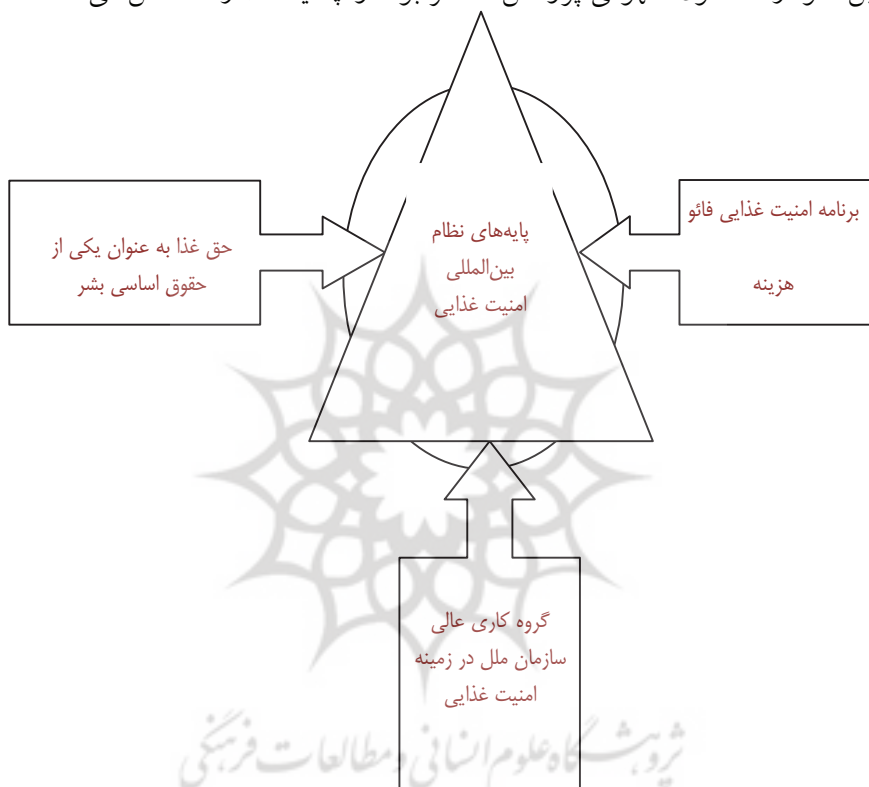 پایه‌های نظام
بین‌المللی
امنیت غذایی
برنامه امنیت غذایی فائو
هزینه
حق غذا به عنوان یکی از
حقوق اساسی بشر
گروه کاری عالی
سازمان ملل در زمینه
امنیت غذایی
پژوهشگاه علوم انسانی و مطالعات فرهنگی